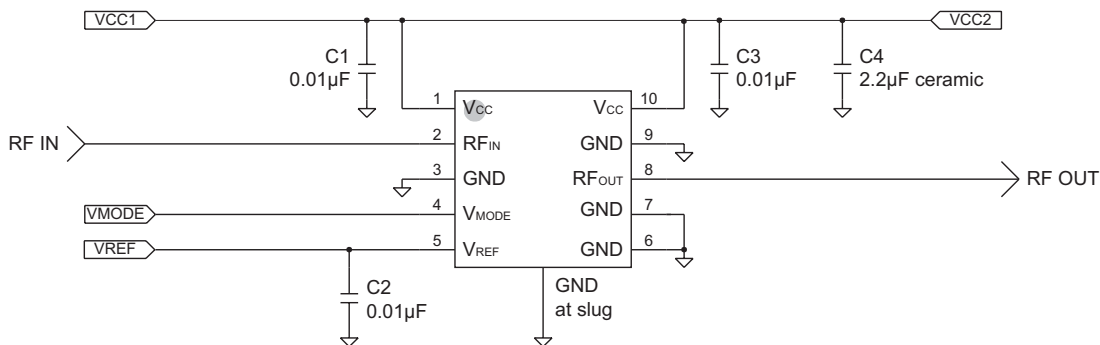 VCC1
VCC2
C1
0.01µF
C3
0.01µF
C4
2.2µF ceramic
1
VCC
VCC
10
RF IN
2
RFIN
GND
9
3
GND
RFOUT
8
RF OUT
VMODE
4
VMODE
GND
7
VREF
5
VREF
GND
6
C2
0.01µF
GND
at slug